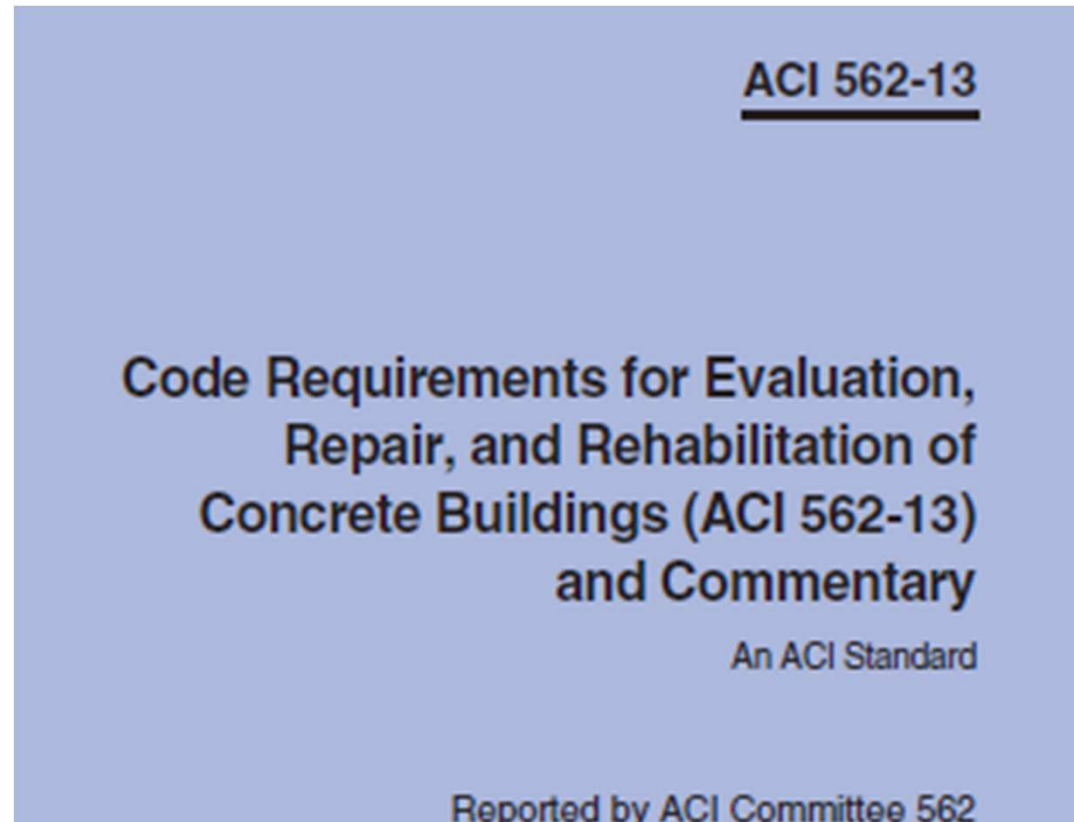 ACI 562-13
Code Requirements for Evaluation,
Repair, and Rehabilitation of
Concrete Buildings (ACI 562-13)
and Commentary
An ACI Standard
Reported by ACI Committee 562